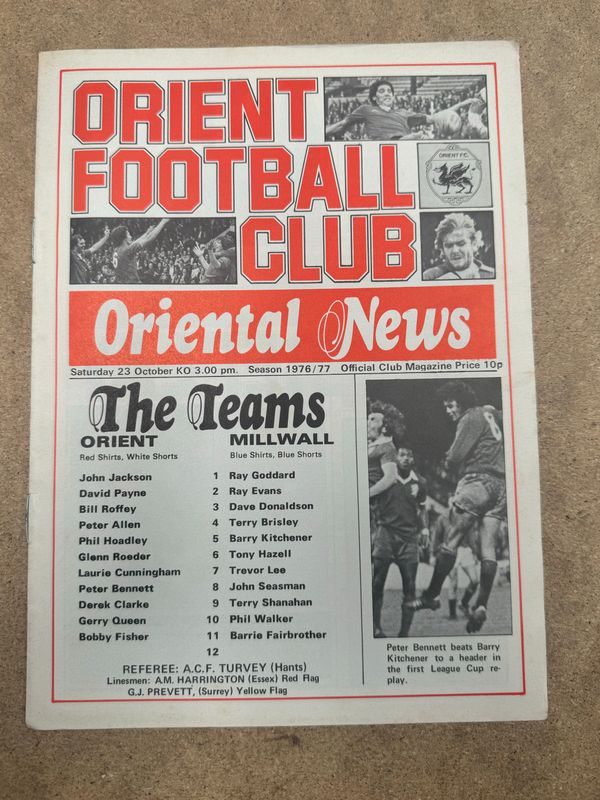 ORIENT
FOOTBALL
CLUB
ORIENT F.C.
Oriental News
Saturday 23 October KO 3.00 pm. Season 1976/77 Official Club Magazine Price 10p
The Teams
ORIENT MILLWALL
Red Shirts, White Shorts Blue Shirts, Blue Shorts
John Jackson 1 Ray Goddard
David Payne 2 Ray Evans
Bill Roffey 3 Dave Donaldson
Peter Allen 4 Terry Brisley
Phil Hoadley 5 Barry Kitchener
Glenn Roeder 6 Tony Hazell
Laurie Cunningham 7 Trevor Lee
Peter Bennett 8 John Seasman
Derek Clarke 9 Terry Shanahan
Gerry Queen 10 Phil Walker
Bobby Fisher 11 Barrie Fairbrother
12
REFEREE: A.C.F. TURVEY (Hants)
Linesmen: A.M. HARRINGTON (Essex) Red Flag
G.J. PREVETT, (Surrey) Yellow Flag
Peter Bennett beats Barry
Kitchener to a header in
the first League Cup re-
play.